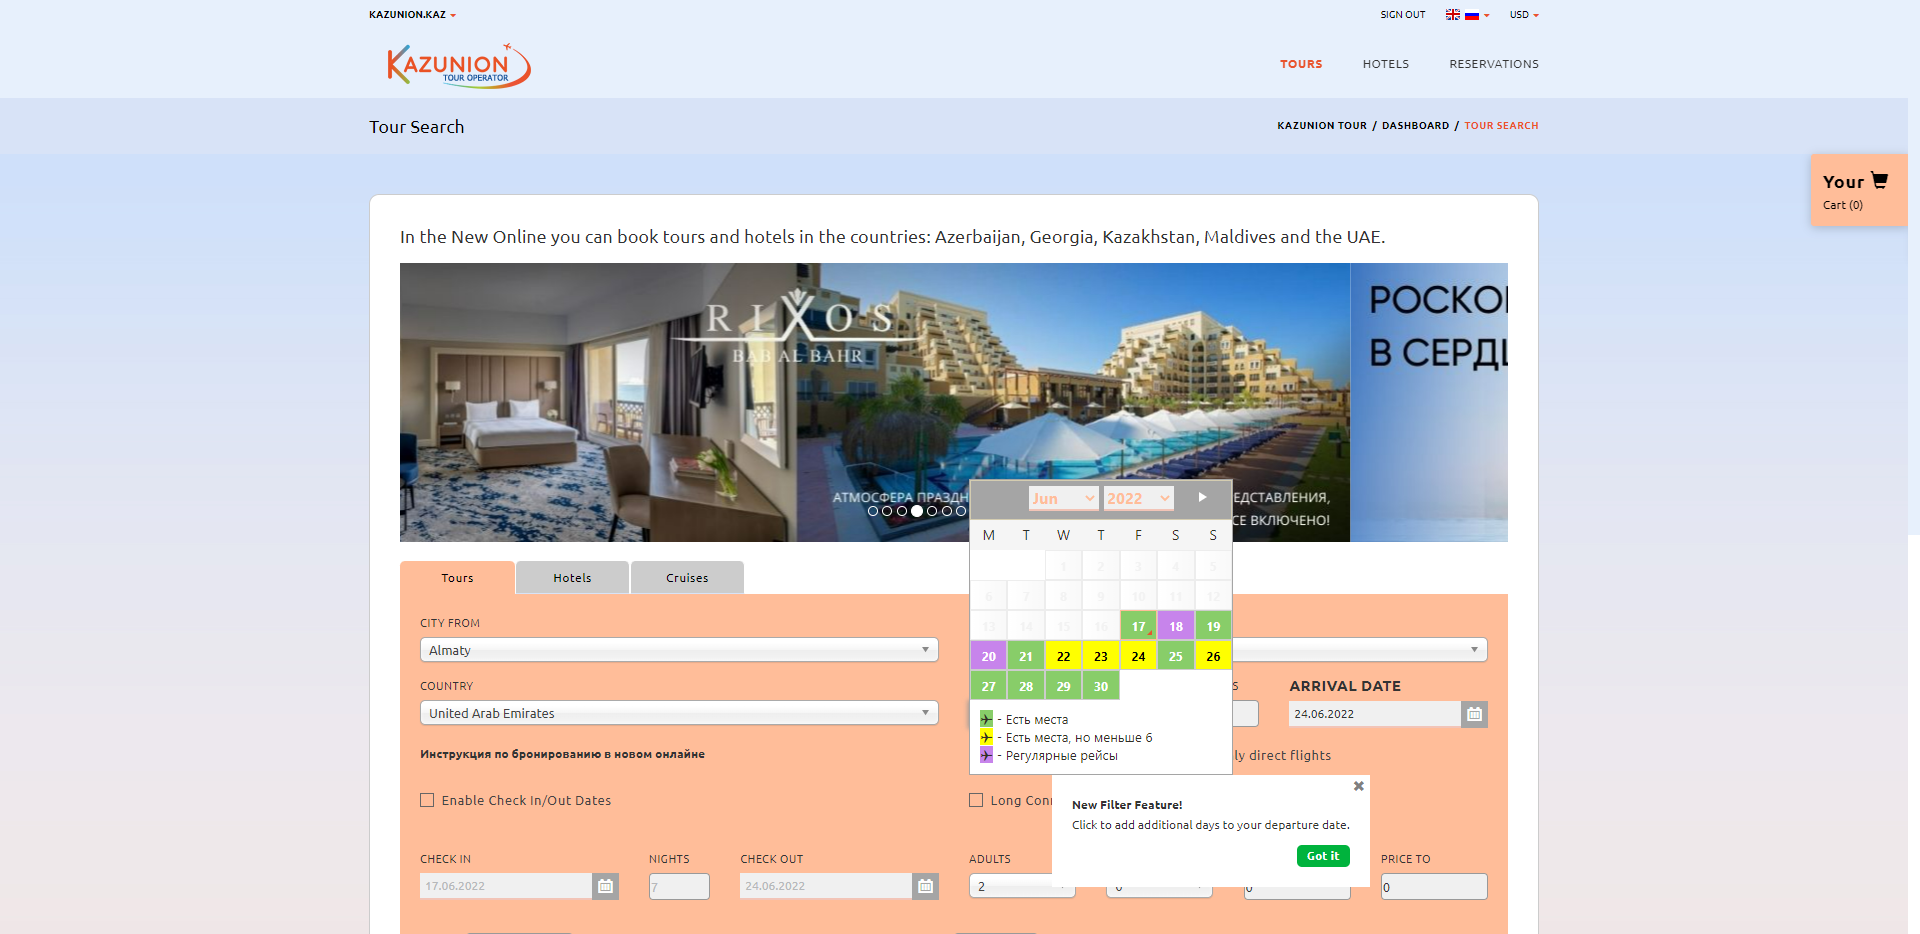 KAZUNION.KAZ
SIGN OUT
USD
KAZUNION
TOUR OPERATOR
TOURS
HOTELS
RESERVATIONS
Tour Search
KAZUNION TOUR / DASHBOARD / TOUR SEARCH
Your
Cart (0)
In the New Online you can book tours and hotels in the countries: Azerbaijan, Georgia, Kazakhstan, Maldives and the UAE.
RIXOS
BAB AL BAHR
РОСКО
В СЕРД
АТМОСФЕРА ПРАЗДН
ЕДСТАВЛЕНИЯ,
СЕ ВКЛЮЧЕНО!
Jun 2022
M T W T F S S
1 2 3 4 5
6 7 8 9 10 11 12
13 14 15 16 17 18 19
20 21 22 23 24 25 26
27 28 29 30
- Есть места
- Есть места, но меньше 6
- Регулярные рейсы
Tours
Hotels
Cruises
CITY FROM
Almaty
COUNTRY
United Arab Emirates
S
ARRIVAL DATE
24.06.2022
Инструкция по бронированию в новом онлайне
ly direct flights
Enable Check In/Out Dates
Long Con
New Filter Feature!
Click to add additional days to your departure date.
Got it
CHECK IN
NIGHTS
CHECK OUT
ADULTS
PRICE TO
17.06.2022
7
24.06.2022
2
0
0
0